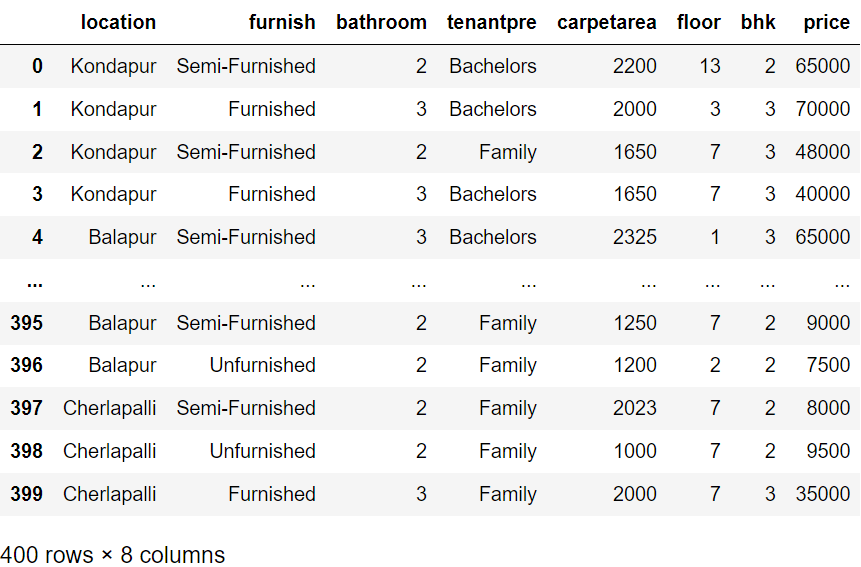 location furnish bathroom tenantpre carpetarea floor bhk price
0 Kondapur Semi-Furnished 2 Bachelors 2200 13 2 65000
1 Kondapur Furnished 3 Bachelors 2000 3 3 70000
2 Kondapur Semi-Furnished 2 Family 1650 7 3 48000
3 Kondapur Furnished 3 Bachelors 1650 7 3 40000
4 Balapur Semi-Furnished 3 Bachelors 2325 1 3 65000
... ... ... ... ... ... ... ... ...
395 Balapur Semi-Furnished 2 Family 1250 7 2 9000
396 Balapur Unfurnished 2 Family 1200 2 2 7500
397 Cherlapalli Semi-Furnished 2 Family 2023 7 2 8000
398 Cherlapalli Unfurnished 2 Family 1000 7 2 9500
399 Cherlapalli Furnished 3 Family 2000 7 3 35000
400 rows × 8 columns